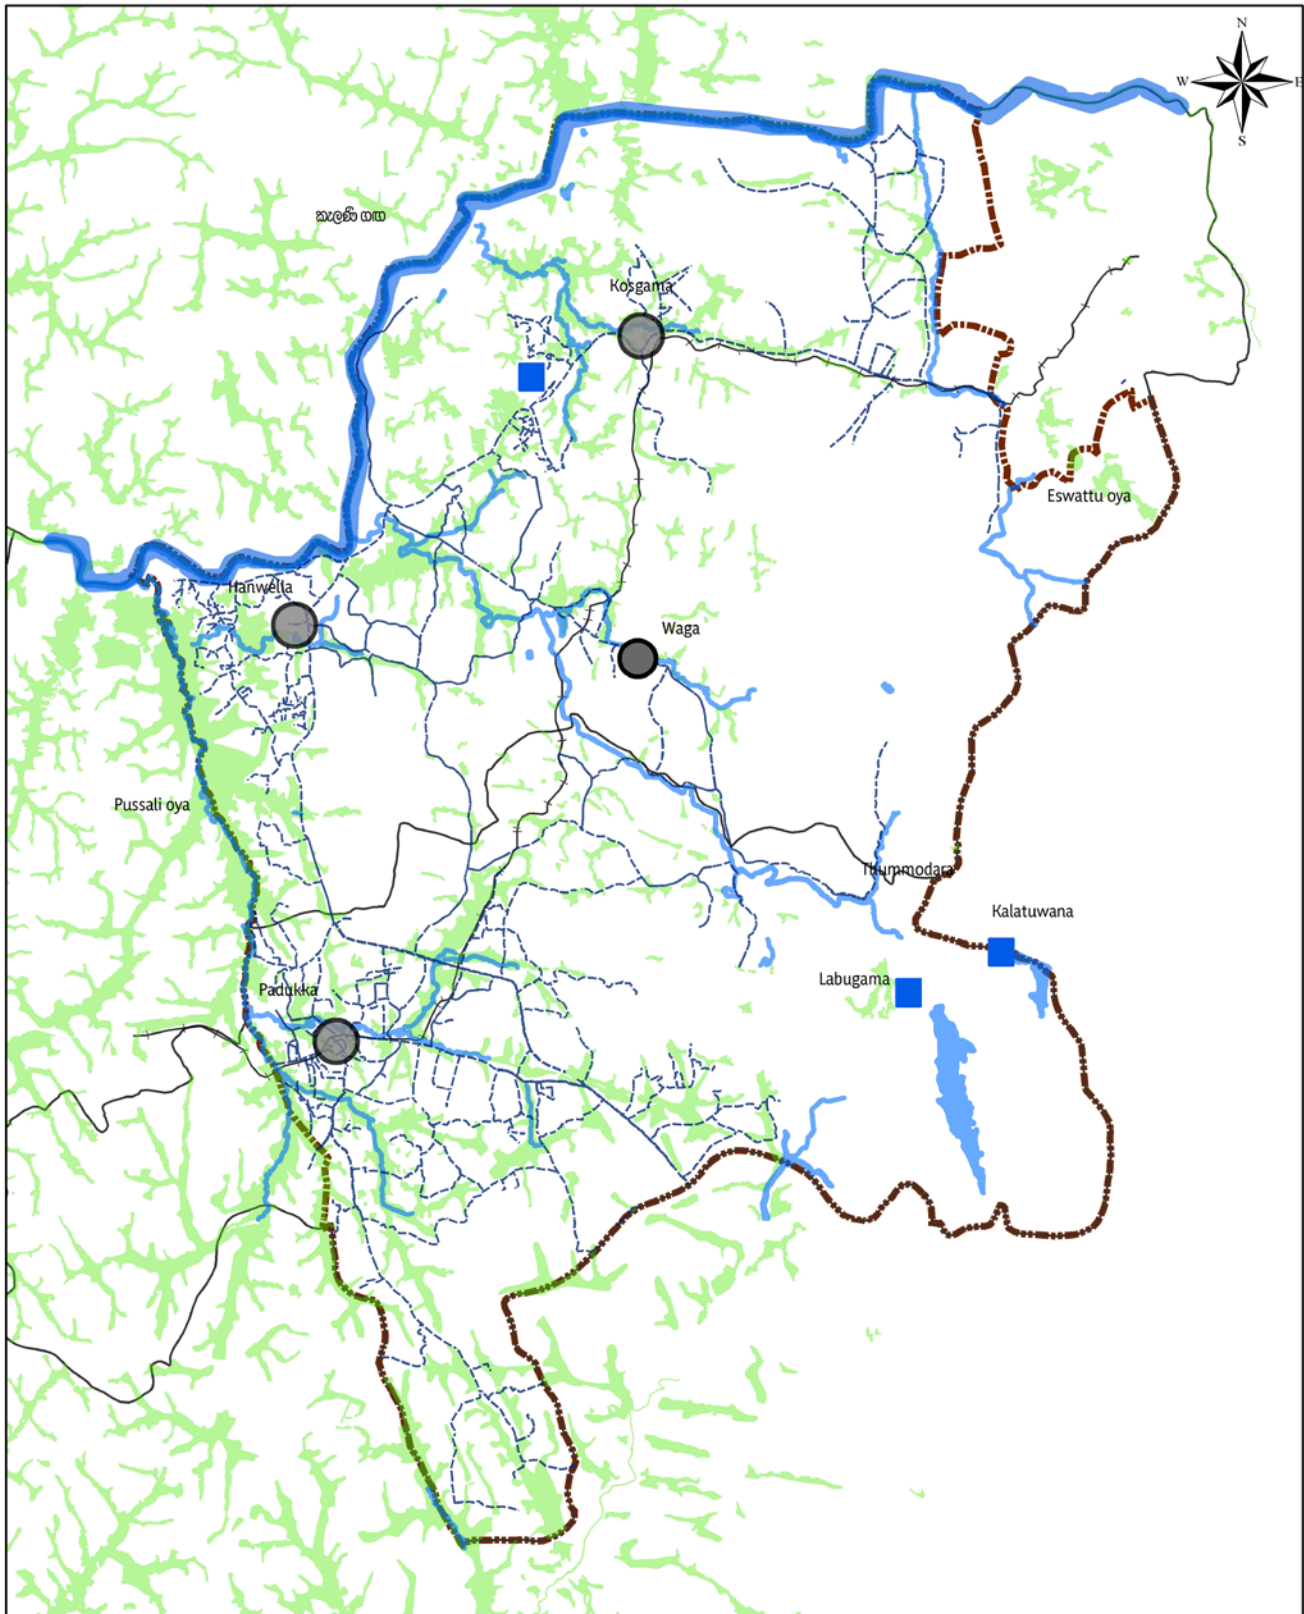 N
W E
S
කැලණි ගඟ
Kosgama
Eswattu oya
Hanwella
Waga
Pussali oya
Thummodara
Kalatuwana
Labugama
Padukka